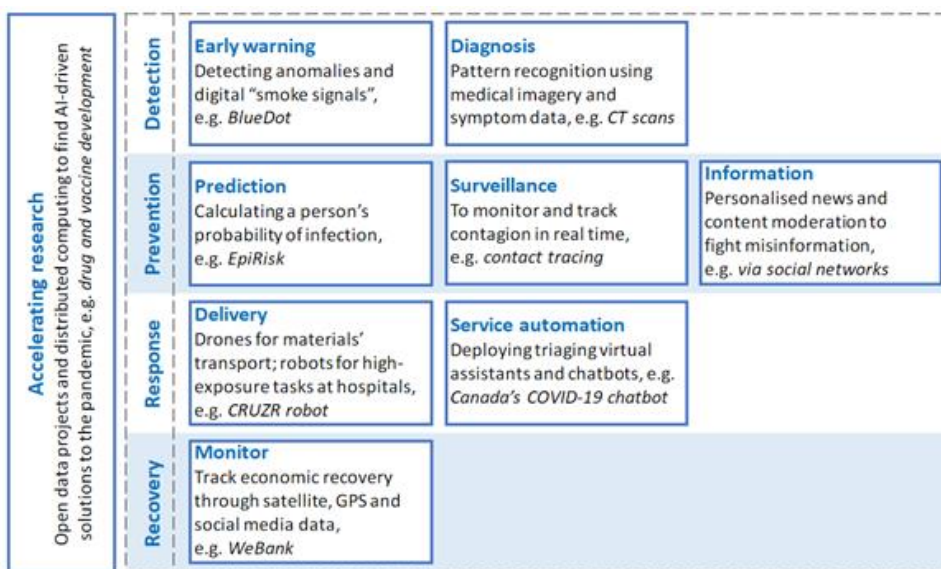 Accelerating research
Open data projects and distributed computing to find AI-driven
solutions to the pandemic, e.g. drug and vaccine development
Detection
Early warning
Detecting anomalies and
digital “smoke signals”,
e.g. BlueDot
Diagnosis
Pattern recognition using
medical imagery and
symptom data, e.g. CT scans
Prevention
Prediction
Calculating a person’s
probability of infection,
e.g. EpiRisk
Surveillance
To monitor and track
contagion in real time,
e.g. contact tracing
Information
Personalised news and
content moderation to
fight misinformation,
e.g. via social networks
Response
Delivery
Drones for materials’
transport; robots for high-
exposure tasks at hospitals,
e.g. CRUZR robot
Service automation
Deploying triaging virtual
assistants and chatbots, e.g.
Canada’s COVID-19 chatbot
Recovery
Monitor
Track economic recovery
through satellite, GPS and
social media data,
e.g. WeBank